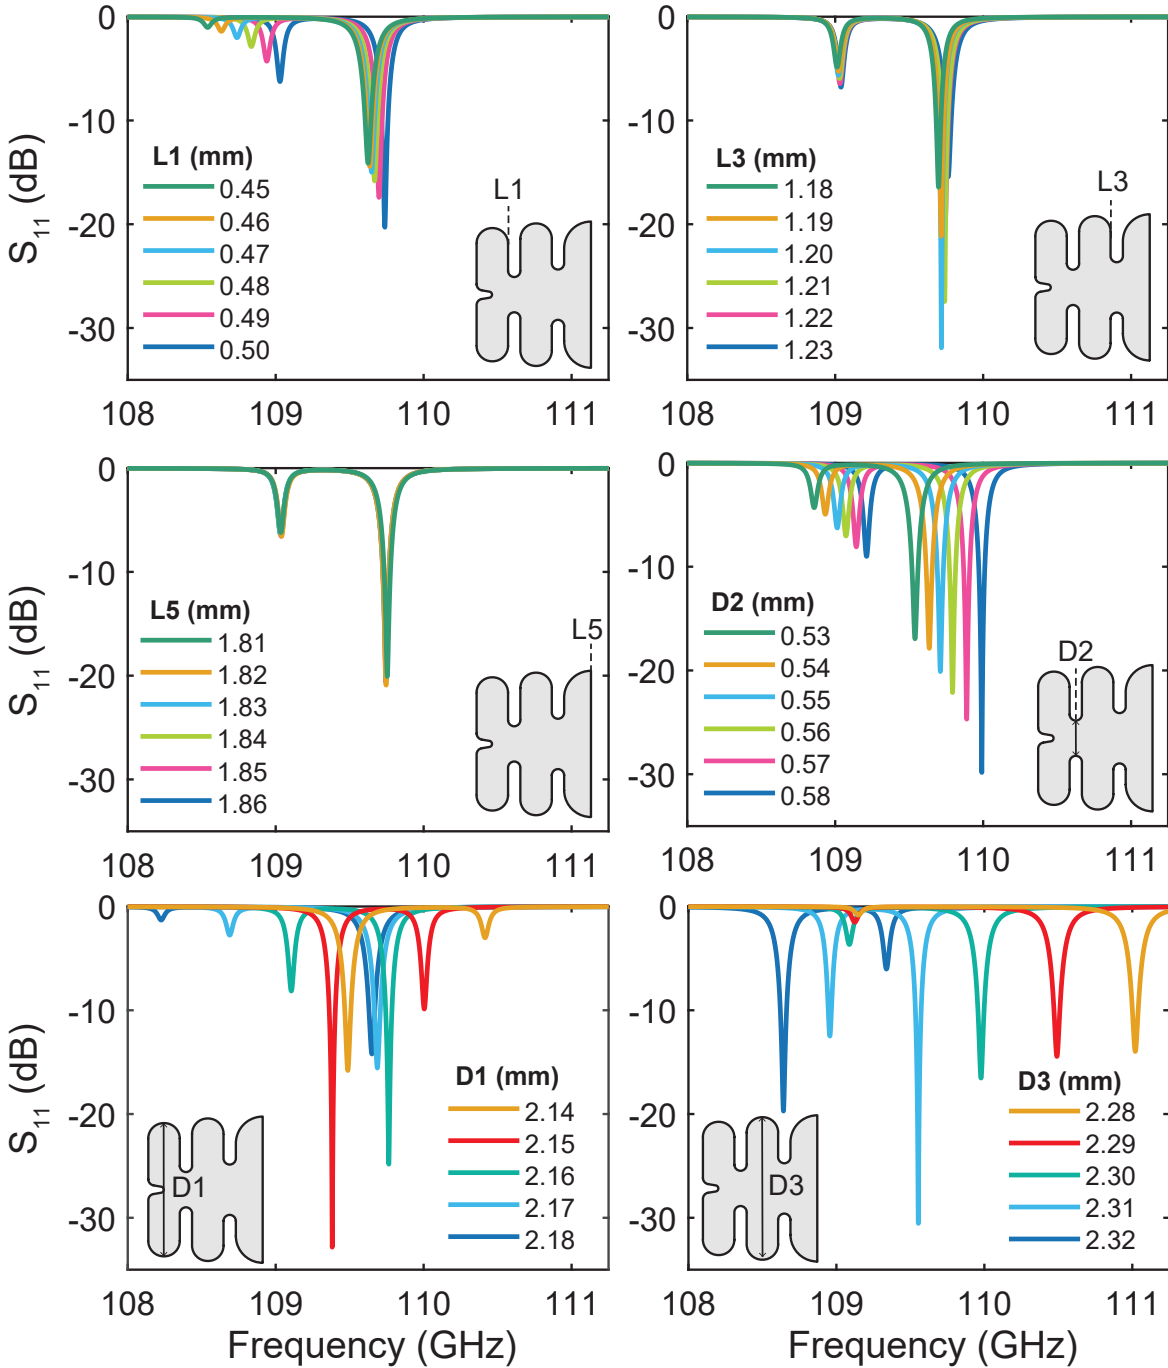 0
-10
-20
-30
S11 (dB)
L1 (mm)
0.45
0.46
0.47
0.48
0.49
0.50
L1
108 109 110 111
0
-10
-20
-30
L3 (mm)
1.18
1.19
1.20
1.21
1.22
1.23
L3
108 109 110 111
0
-10
-20
-30
S11 (dB)
L5 (mm)
1.81
1.82
1.83
1.84
1.85
1.86
L5
108 109 110 111
0
-10
-20
-30
D2 (mm)
0.53
0.54
0.55
0.56
0.57
0.58
D2
108 109 110 111
0
-10
-20
-30
S11 (dB)
D1 (mm)
2.14
2.15
2.16
2.17
2.18
D1
108 109 110 111
Frequency (GHz)
0
-10
-20
-30
D3 (mm)
2.28
2.29
2.30
2.31
2.32
D3
108 109 110 111
Frequency (GHz)